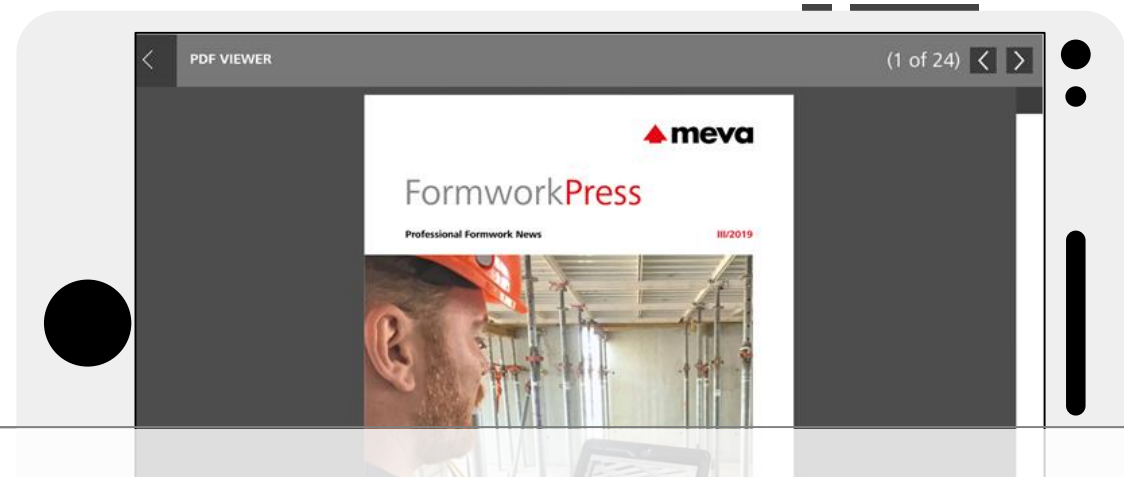 PDF VIEWER
(1 of 24)
meva
FormworkPress
Professional Formwork News
III/2019